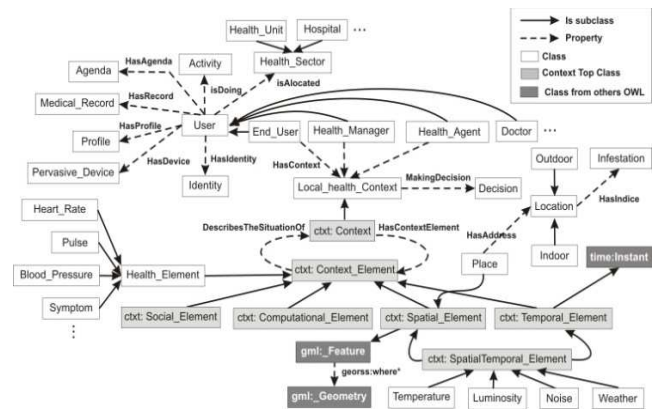 Health_Unit
Hospital
...
Is subclass
Property
Class
Context Top Class
Class from others OWL
Agenda
HasAgenda
Activity
Health_Sector
isDoing
isAlocated
Medical_Record
HasRecord
Profile
HasProfile
User
End_User
Health_Manager
Health_Agent
Doctor
...
Pervasive_Device
HasDevice
HasIdentity
Identity
HasContext
Local_health_Context
MakingDecision
Decision
Outdoor
Infestation
Location
HasIndice
Indoor
HasAddress
Place
time:Instant
Heart_Rate
Pulse
Blood_Pressure
Symptom
...
Health_Element
DescribesTheSituationOf
ctxt: Context
HasContextElement
ctxt: Context_Element
ctxt: Social_Element
ctxt: Computational_Element
ctxt: Spatial_Element
ctxt: Temporal_Element
gml:_Feature
georss:where*
gml:_Geometry
ctxt: SpatialTemporal_Element
Temperature
Luminosity
Noise
Weather